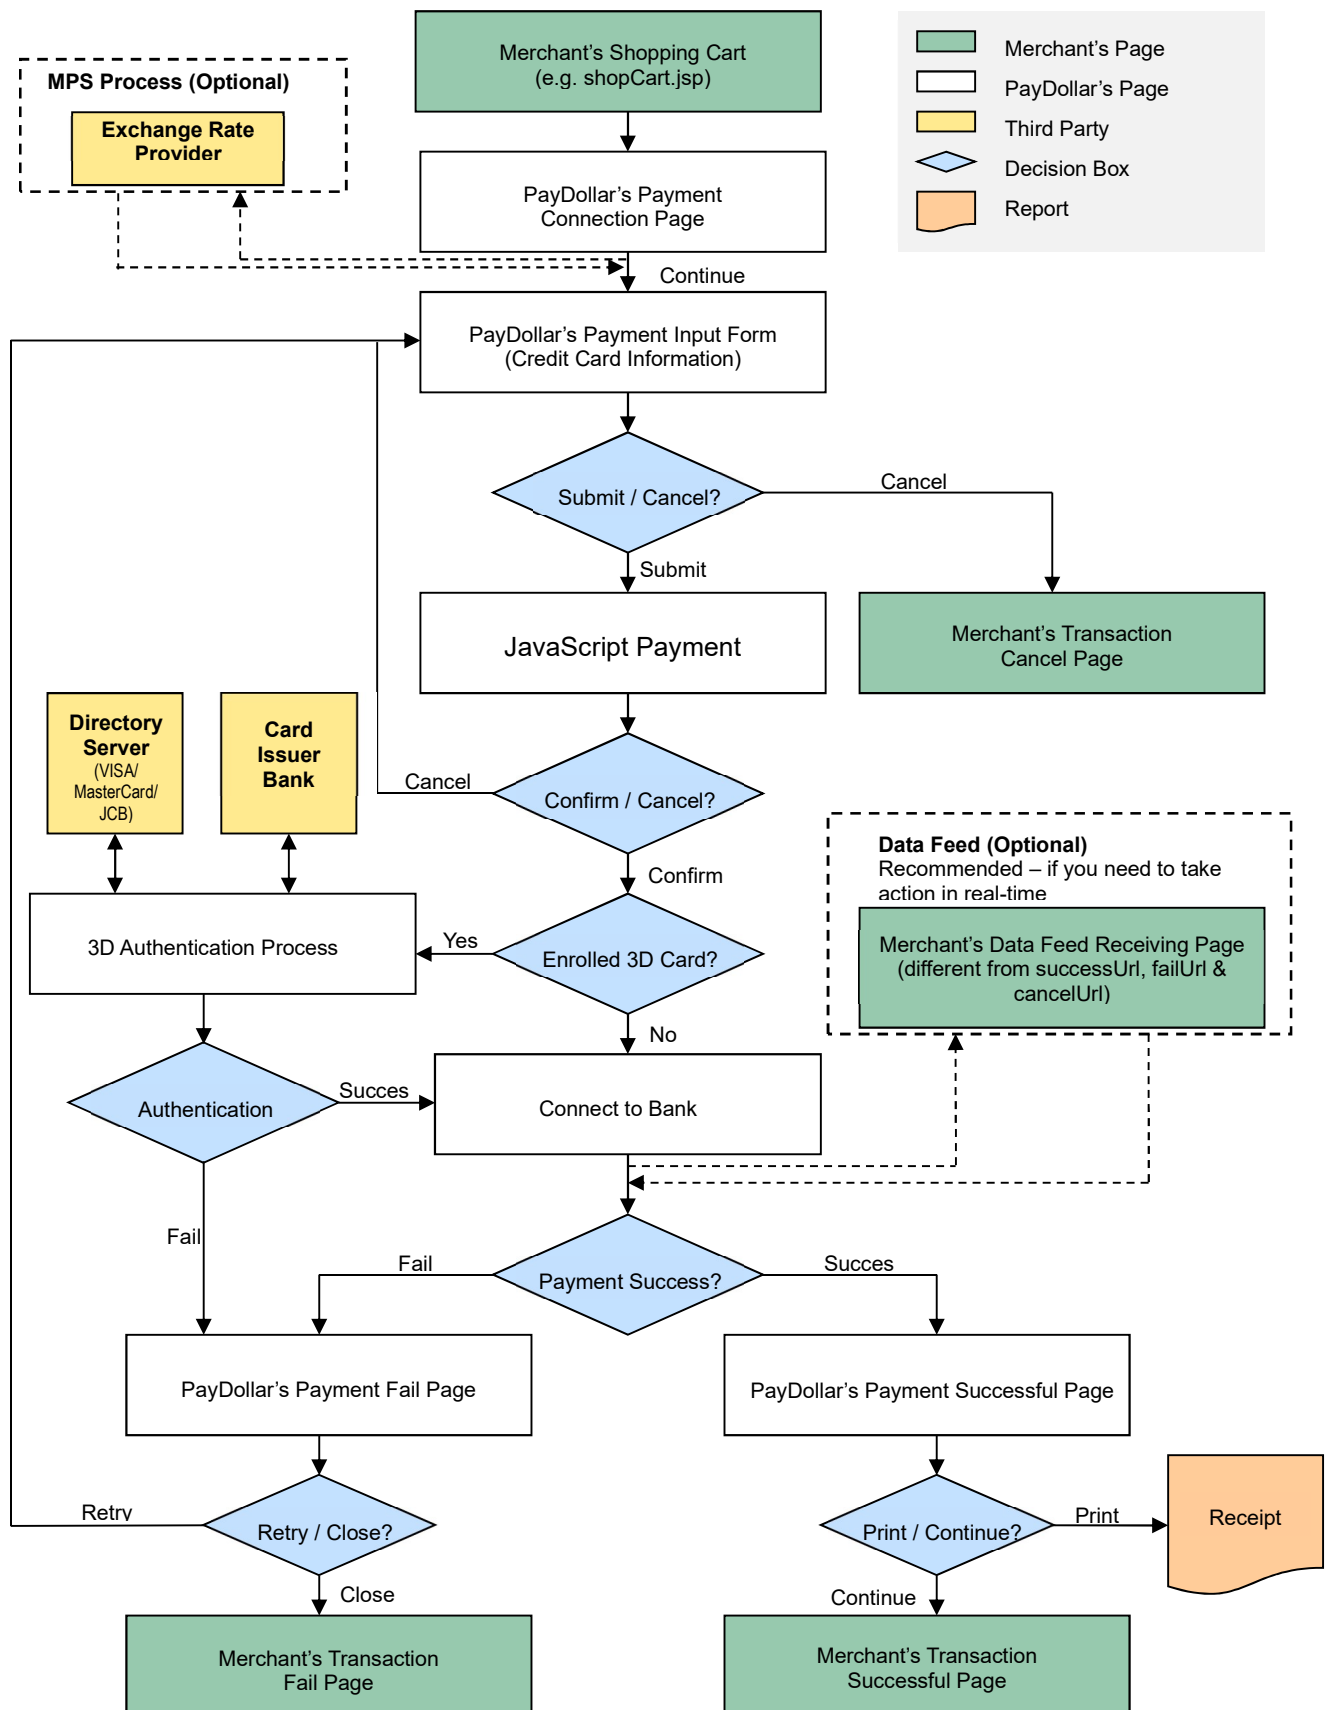 Merchant's Shopping Cart
(e.g. shopCart.jsp)
Merchant's Page
PayDollar's Page
Third Party
Decision Box
Report
MPS Process (Optional)
Exchange Rate
Provider
PayDollar's Payment
Connection Page
Continue
PayDollar's Payment Input Form
(Credit Card Information)
Submit / Cancel?
Cancel
Submit
JavaScript Payment
Merchant's Transaction
Cancel Page
Directory
Server
(VISA/
MasterCard/
JCB)
Card
Issuer
Bank
Cancel
Confirm / Cancel?
Confirm
Data Feed (Optional)
Recommended – if you need to take
action in real-time
Merchant's Data Feed Receiving Page
(different from successUrl, failUrl &
cancelUrl)
3D Authentication Process
Yes
Enrolled 3D Card?
No
Authentication
Succes
Connect to Bank
Fail
Fail
Payment Success?
Succes
PayDollar's Payment Fail Page
PayDollar's Payment Successful Page
Retry
Retry / Close?
Close
Print / Continue?
Print
Receipt
Continue
Merchant's Transaction
Fail Page
Merchant's Transaction
Successful Page